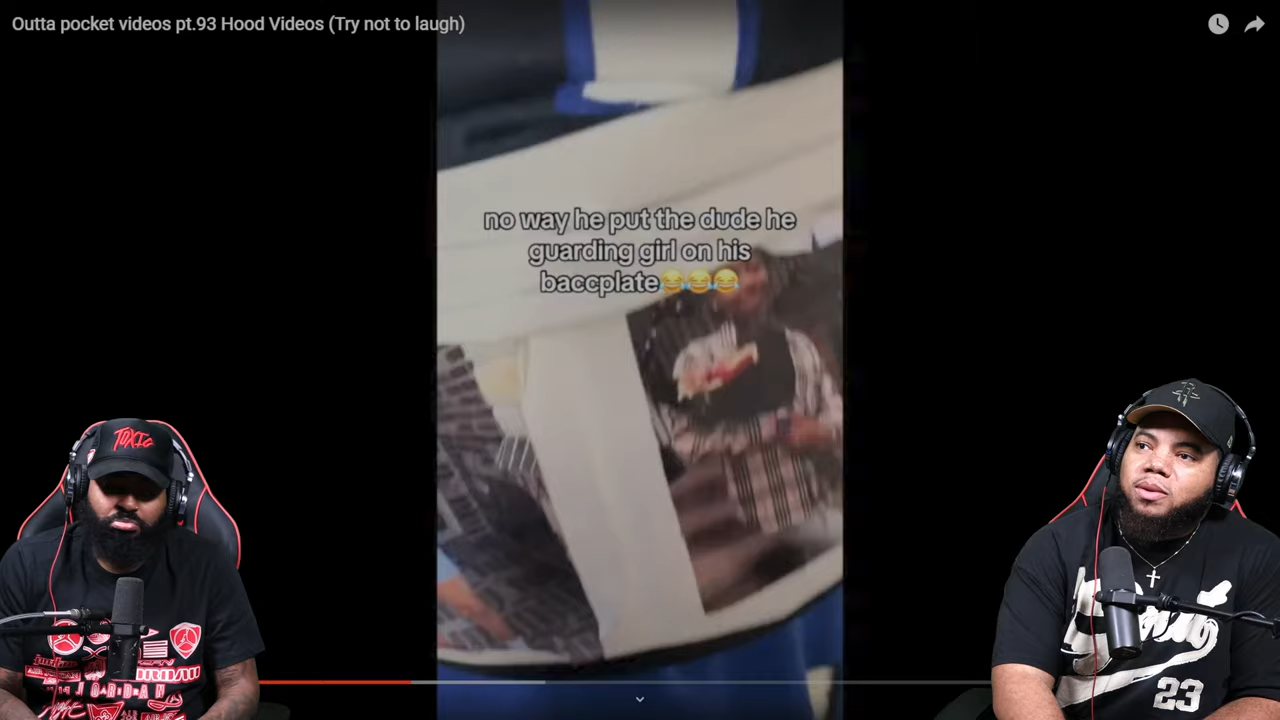 Outta pocket videos pt.93 Hood Videos (Try not to laugh)
no way he put the dude he
guarding girl on his
baccplate😂😂😂
TOXIC
JORDAN
23